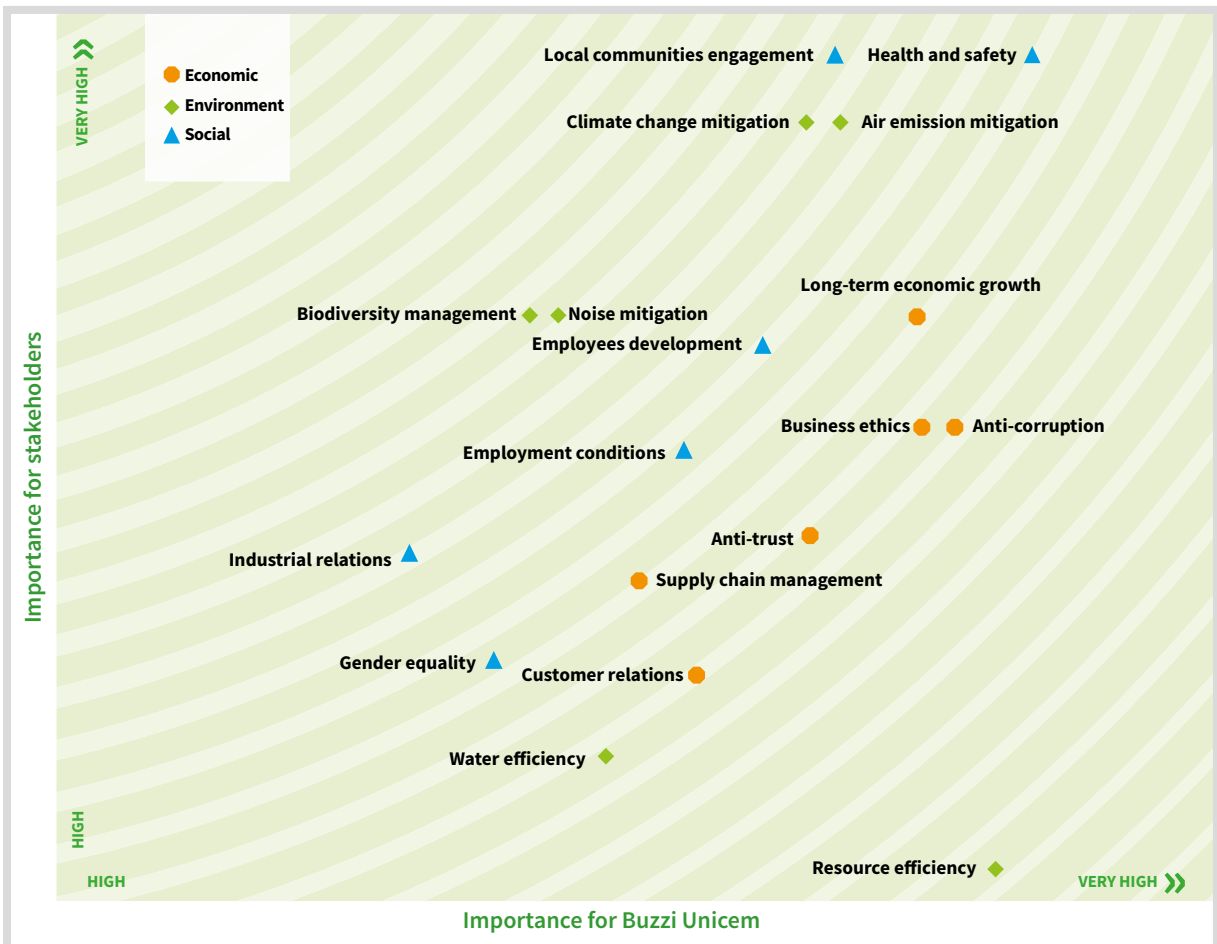 VERY HIGH
Economic
Environment
Social
Local communities engagement
Health and safety
Climate change mitigation
Air emission mitigation
Long-term economic growth
Biodiversity management
Noise mitigation
Employees development
Business ethics
Anti-corruption
Employment conditions
Anti-trust
Industrial relations
Supply chain management
Gender equality
Customer relations
Water efficiency
Resource efficiency
Importance for stakeholders
HIGH
HIGH
VERY HIGH
Importance for Buzzi Unicem